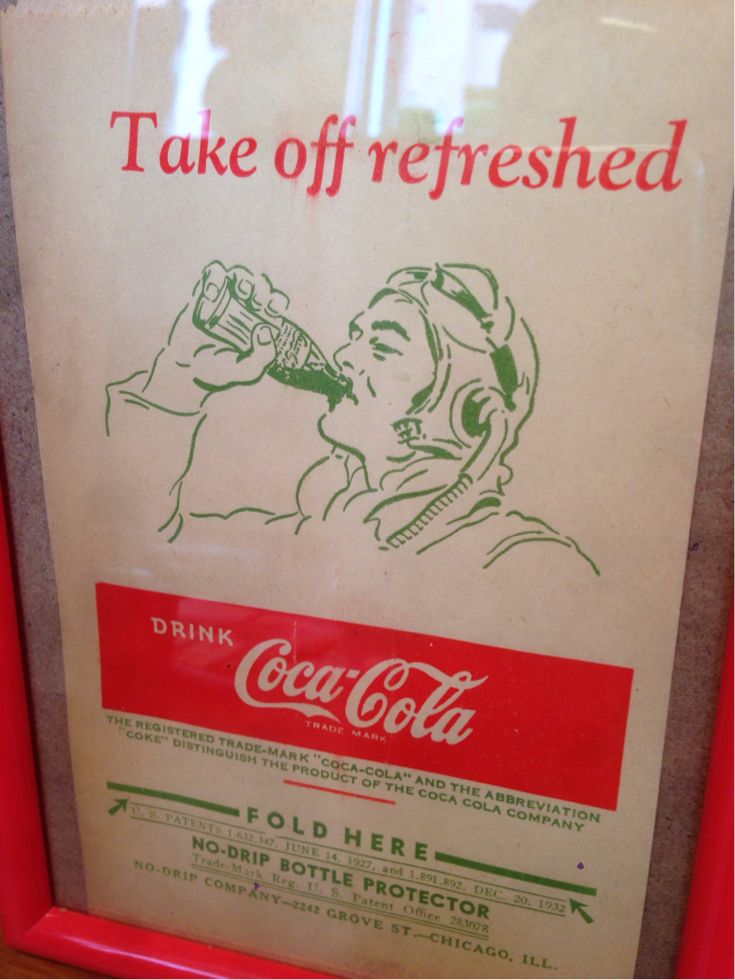 Take off refreshed
DRINK
Coca-Cola
TRADE MARK
THE REGISTERED TRADE-MARK "COCA-COLA" AND THE ABBREVIATION
"COKE" DISTINGUISH THE PRODUCT OF THE COCA COLA COMPANY
FOLD HERE
U. S. PATENTS 1,632,347, JUNE 14, 1927, and 1,891,892, DEC. 20, 1932
NO-DRIP BOTTLE PROTECTOR
Trade-Mark Reg. U. S. Patent Office 283078
NO-DRIP COMPANY—2242 GROVE ST.—CHICAGO, ILL.